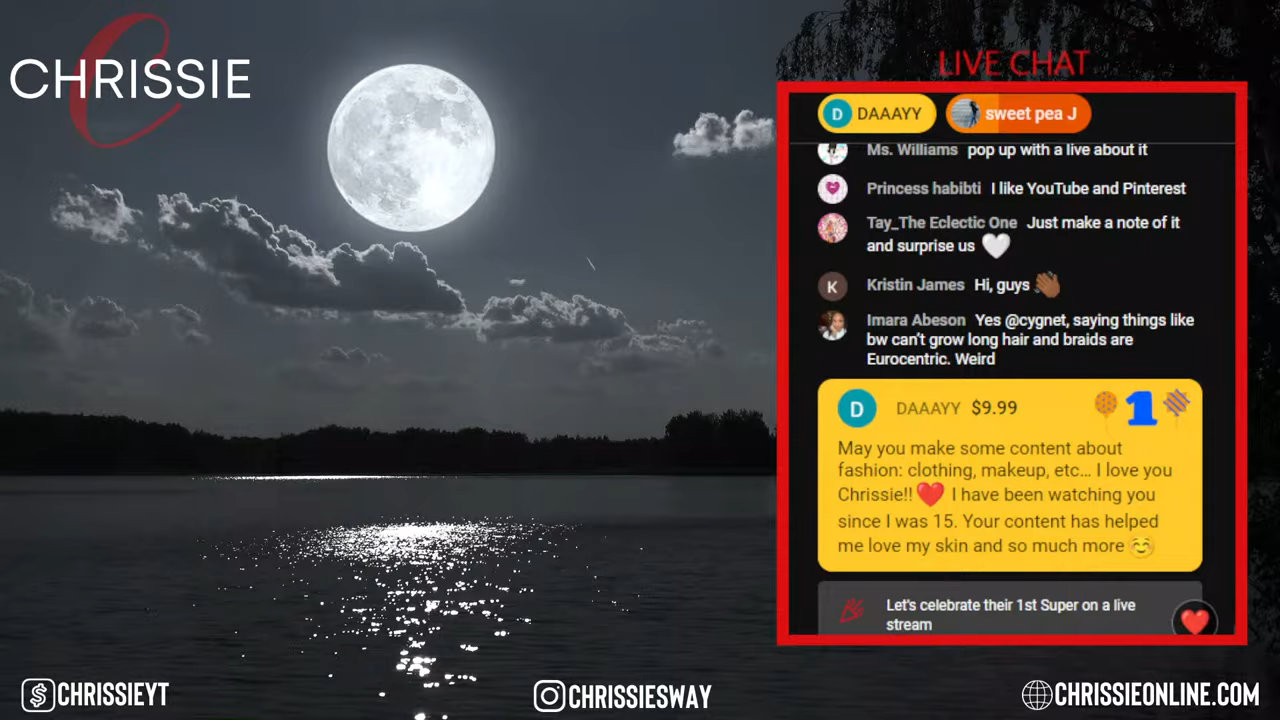 CHRISSIE
LIVE CHAT
D DAAAYY sweet pea J
Ms. Williams pop up with a live about it
Princess habibti I like YouTube and Pinterest
Tay_The Eclectic One Just make a note of it
and surprise us 🤍
K Kristin James Hi, guys 👋🏾
Imara Abeson Yes @cygnet, saying things like
bw can't grow long hair and braids are
Eurocentric. Weird
D DAAAYY $9.99 1
May you make some content about
fashion: clothing, makeup, etc... I love you
Chrissie!! ❤️ I have been watching you
since I was 15. Your content has helped
me love my skin and so much more ☺️
Let's celebrate their 1st Super on a live
stream
$ CHRISSIEYT
CHRISSIESWAY
CHRISSIEONLINE.COM